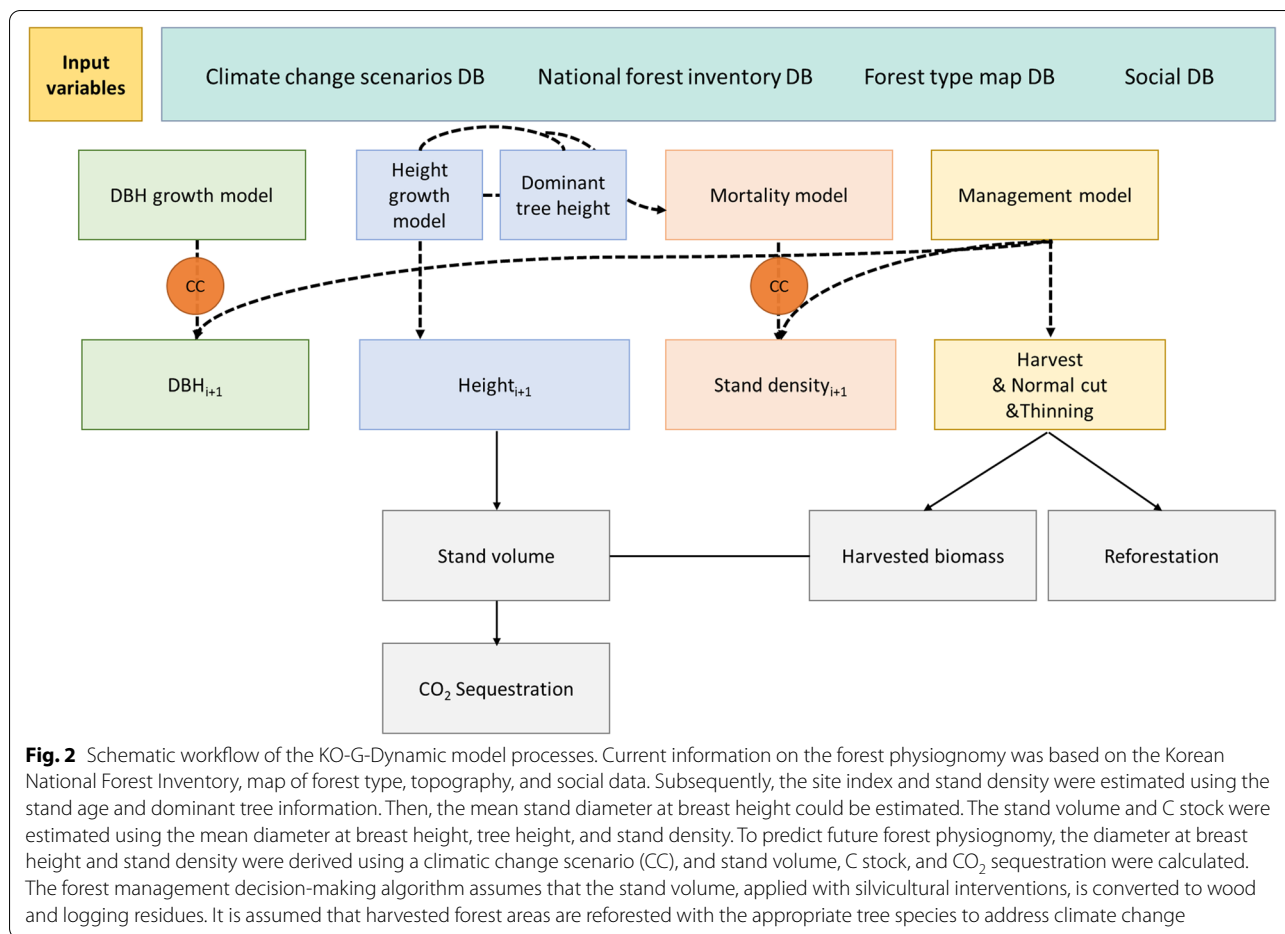 Input
variables
Climate change scenarios DB National forest inventory DB Forest type map DB Social DB
DBH growth model
Height
growth
model
Dominant
tree height
Mortality model
Management model
CC
CC
DBHi+1
Heighti+1
Stand densityi+1
Harvest
& Normal cut
&Thinning
Stand volume
Harvested biomass
Reforestation
CO2 Sequestration
Fig. 2 Schematic workflow of the KO-G-Dynamic model processes. Current information on the forest physiognomy was based on the Korean
National Forest Inventory, map of forest type, topography, and social data. Subsequently, the site index and stand density were estimated using the
stand age and dominant tree information. Then, the mean stand diameter at breast height could be estimated. The stand volume and C stock were
estimated using the mean diameter at breast height, tree height, and stand density. To predict future forest physiognomy, the diameter at breast
height and stand density were derived using a climatic change scenario (CC), and stand volume, C stock, and CO2 sequestration were calculated.
The forest management decision-making algorithm assumes that the stand volume, applied with silvicultural interventions, is converted to wood
and logging residues. It is assumed that harvested forest areas are reforested with the appropriate tree species to address climate change